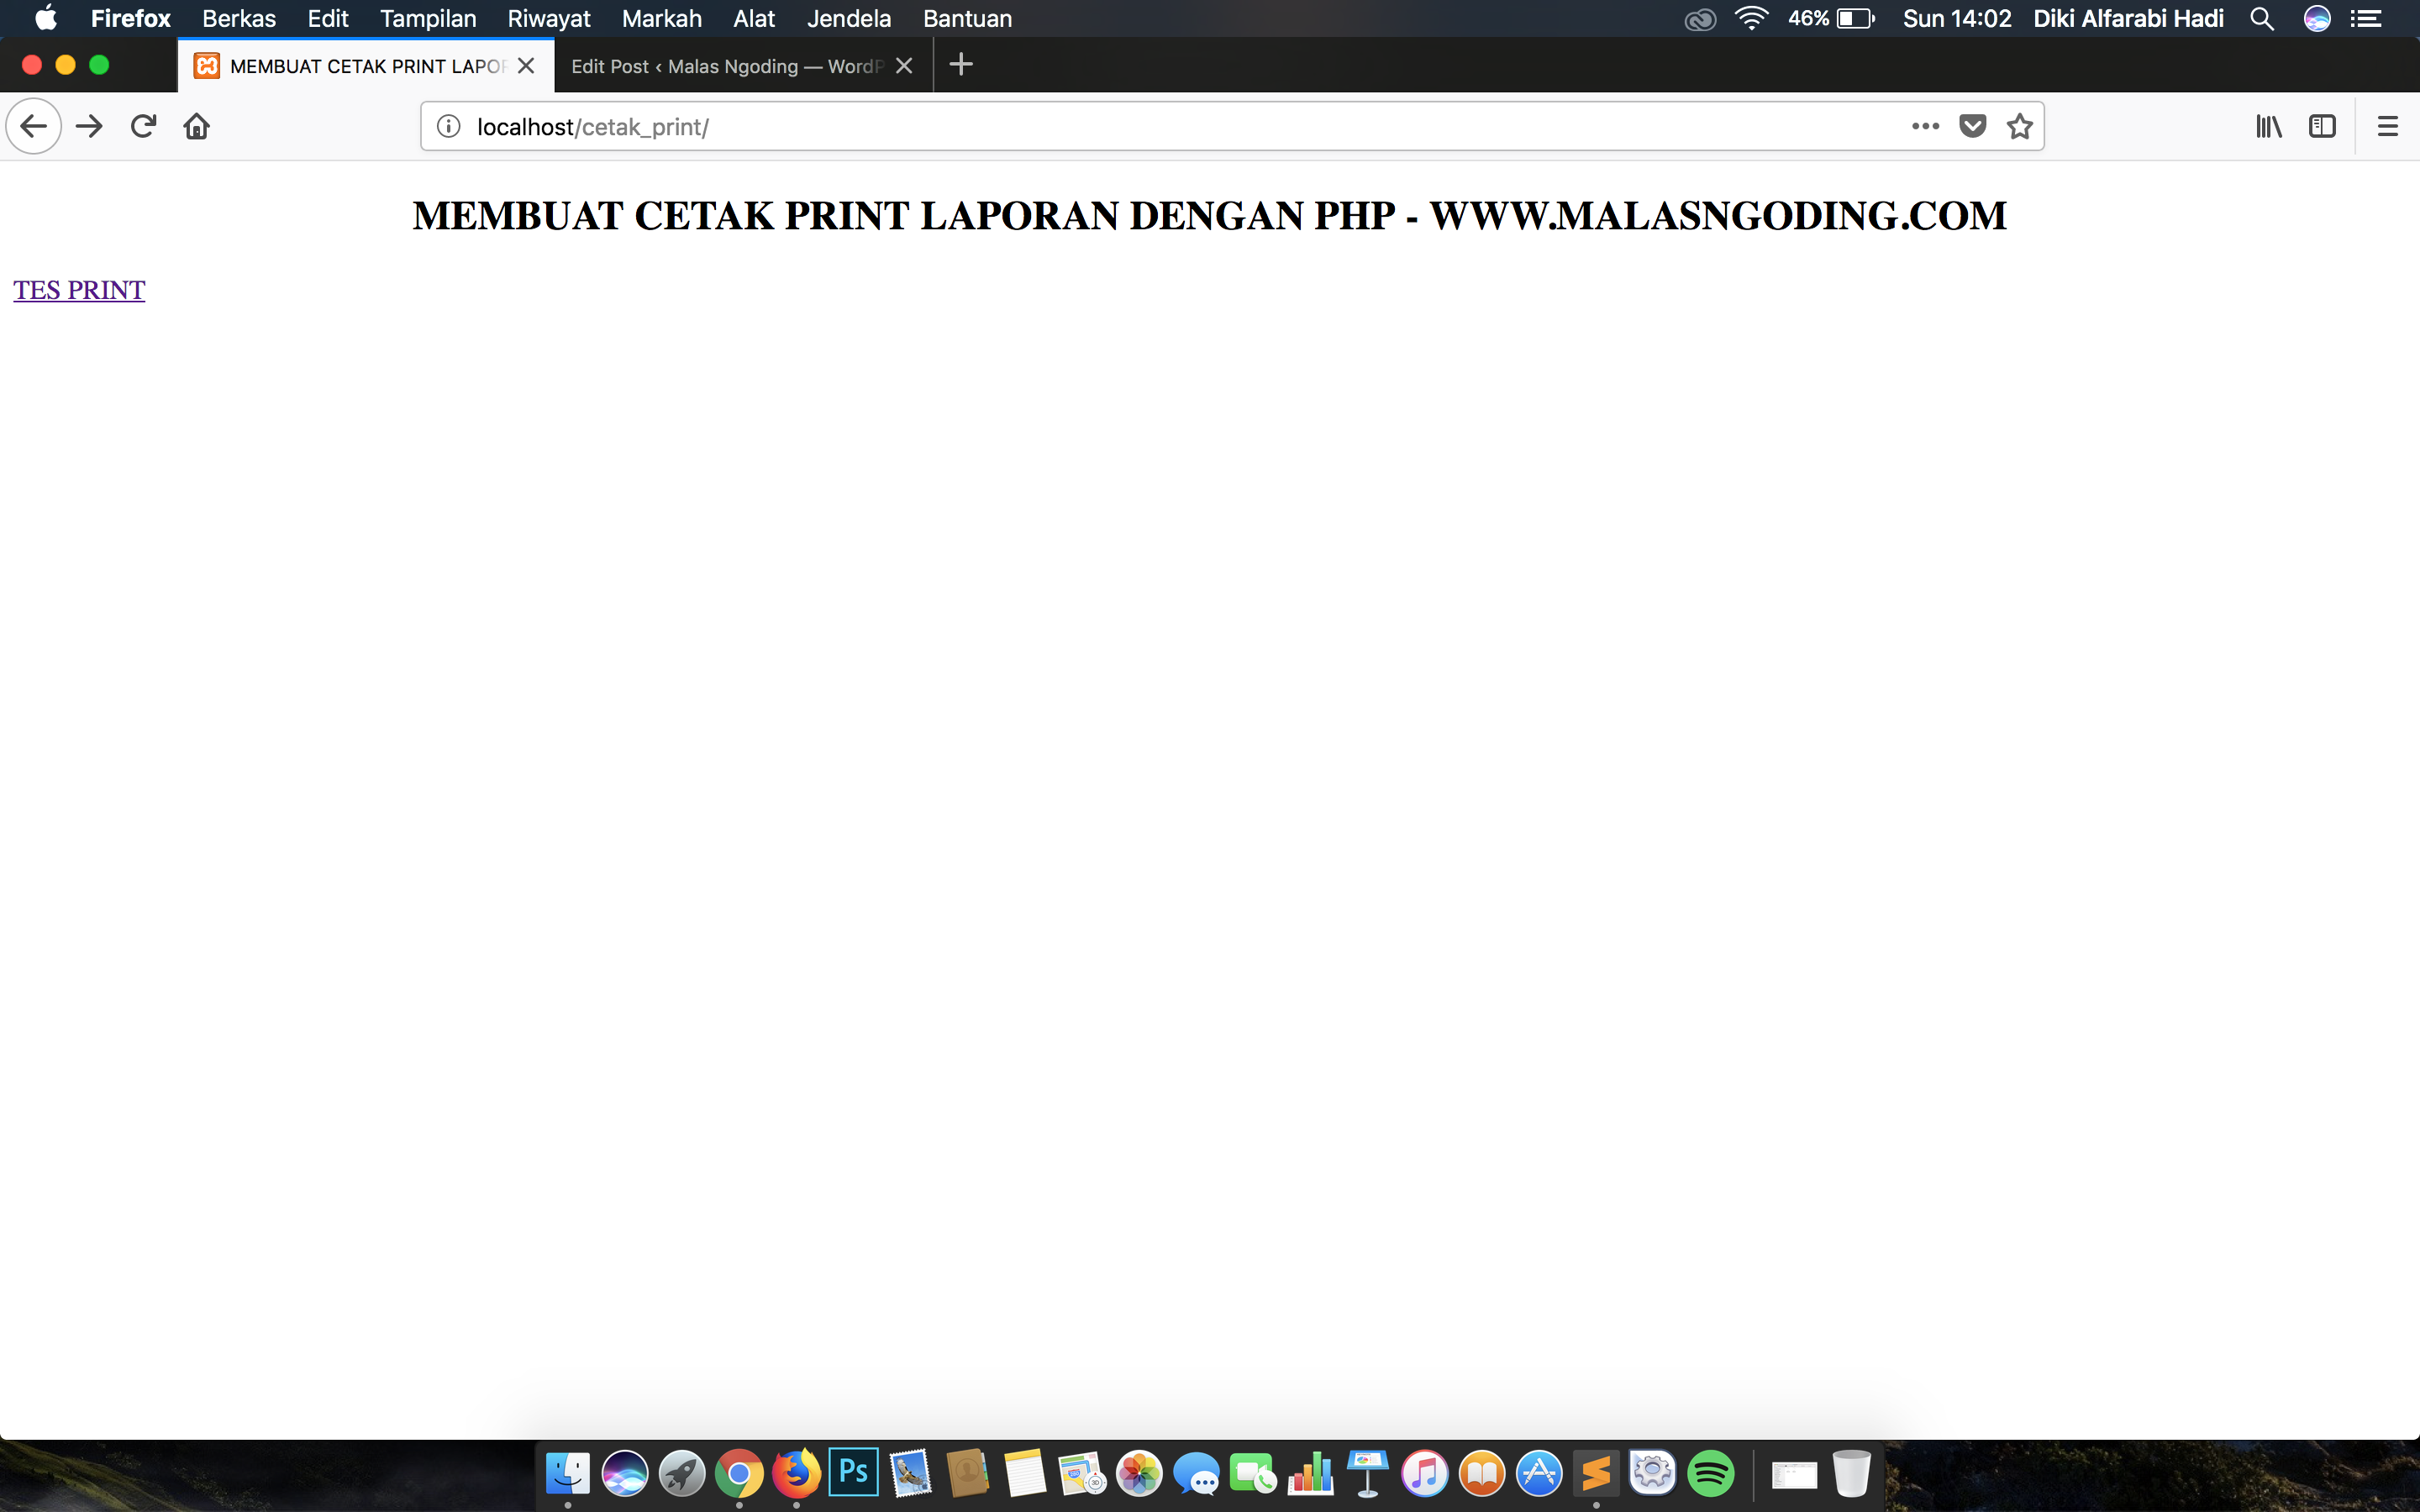 Firefox Berkas Edit Tampilan Riwayat Markah Alat Jendela Bantuan 46% Sun 14:02 Diki Alfarabi Hadi
MEMBUAT CETAK PRINT LAPOR Edit Post ‹ Malas Ngoding — WordP
localhost/cetak_print/
MEMBUAT CETAK PRINT LAPORAN DENGAN PHP - WWW.MALASNGODING.COM
TES PRINT
Ps